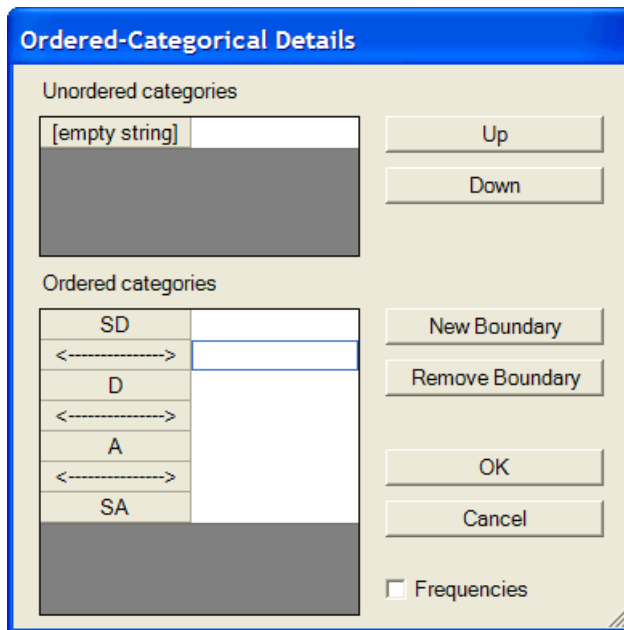 Ordered-Categorical Details
Unordered categories
[empty string]
Up
Down
Ordered categories
SD
<--------------->
D
<--------------->
A
<--------------->
SA
New Boundary
Remove Boundary
OK
Cancel
Frequencies